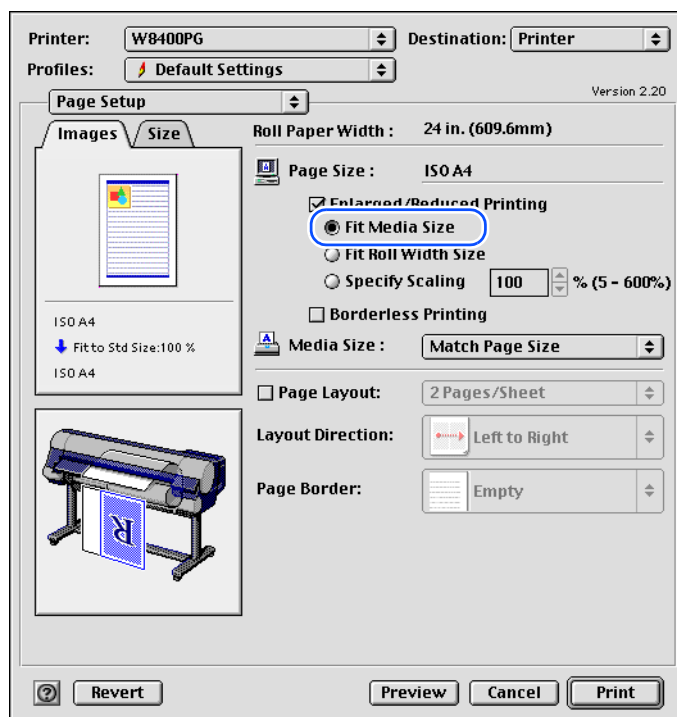 Printer: W8400PG Destination: Printer
Profiles: Default Settings
Version 2.20
Page Setup
Images Size
Roll Paper Width : 24 in. (609.6mm)
Page Size : ISO A4
Enlarged/Reduced Printing
Fit Media Size
Fit Roll Width Size
Specify Scaling 100 % (5 - 600%)
Borderless Printing
ISO A4
Fit to Std Size:100 %
ISO A4
Media Size : Match Page Size
Page Layout: 2 Pages/Sheet
Layout Direction: Left to Right
Page Border: Empty
R
? Revert Preview Cancel Print